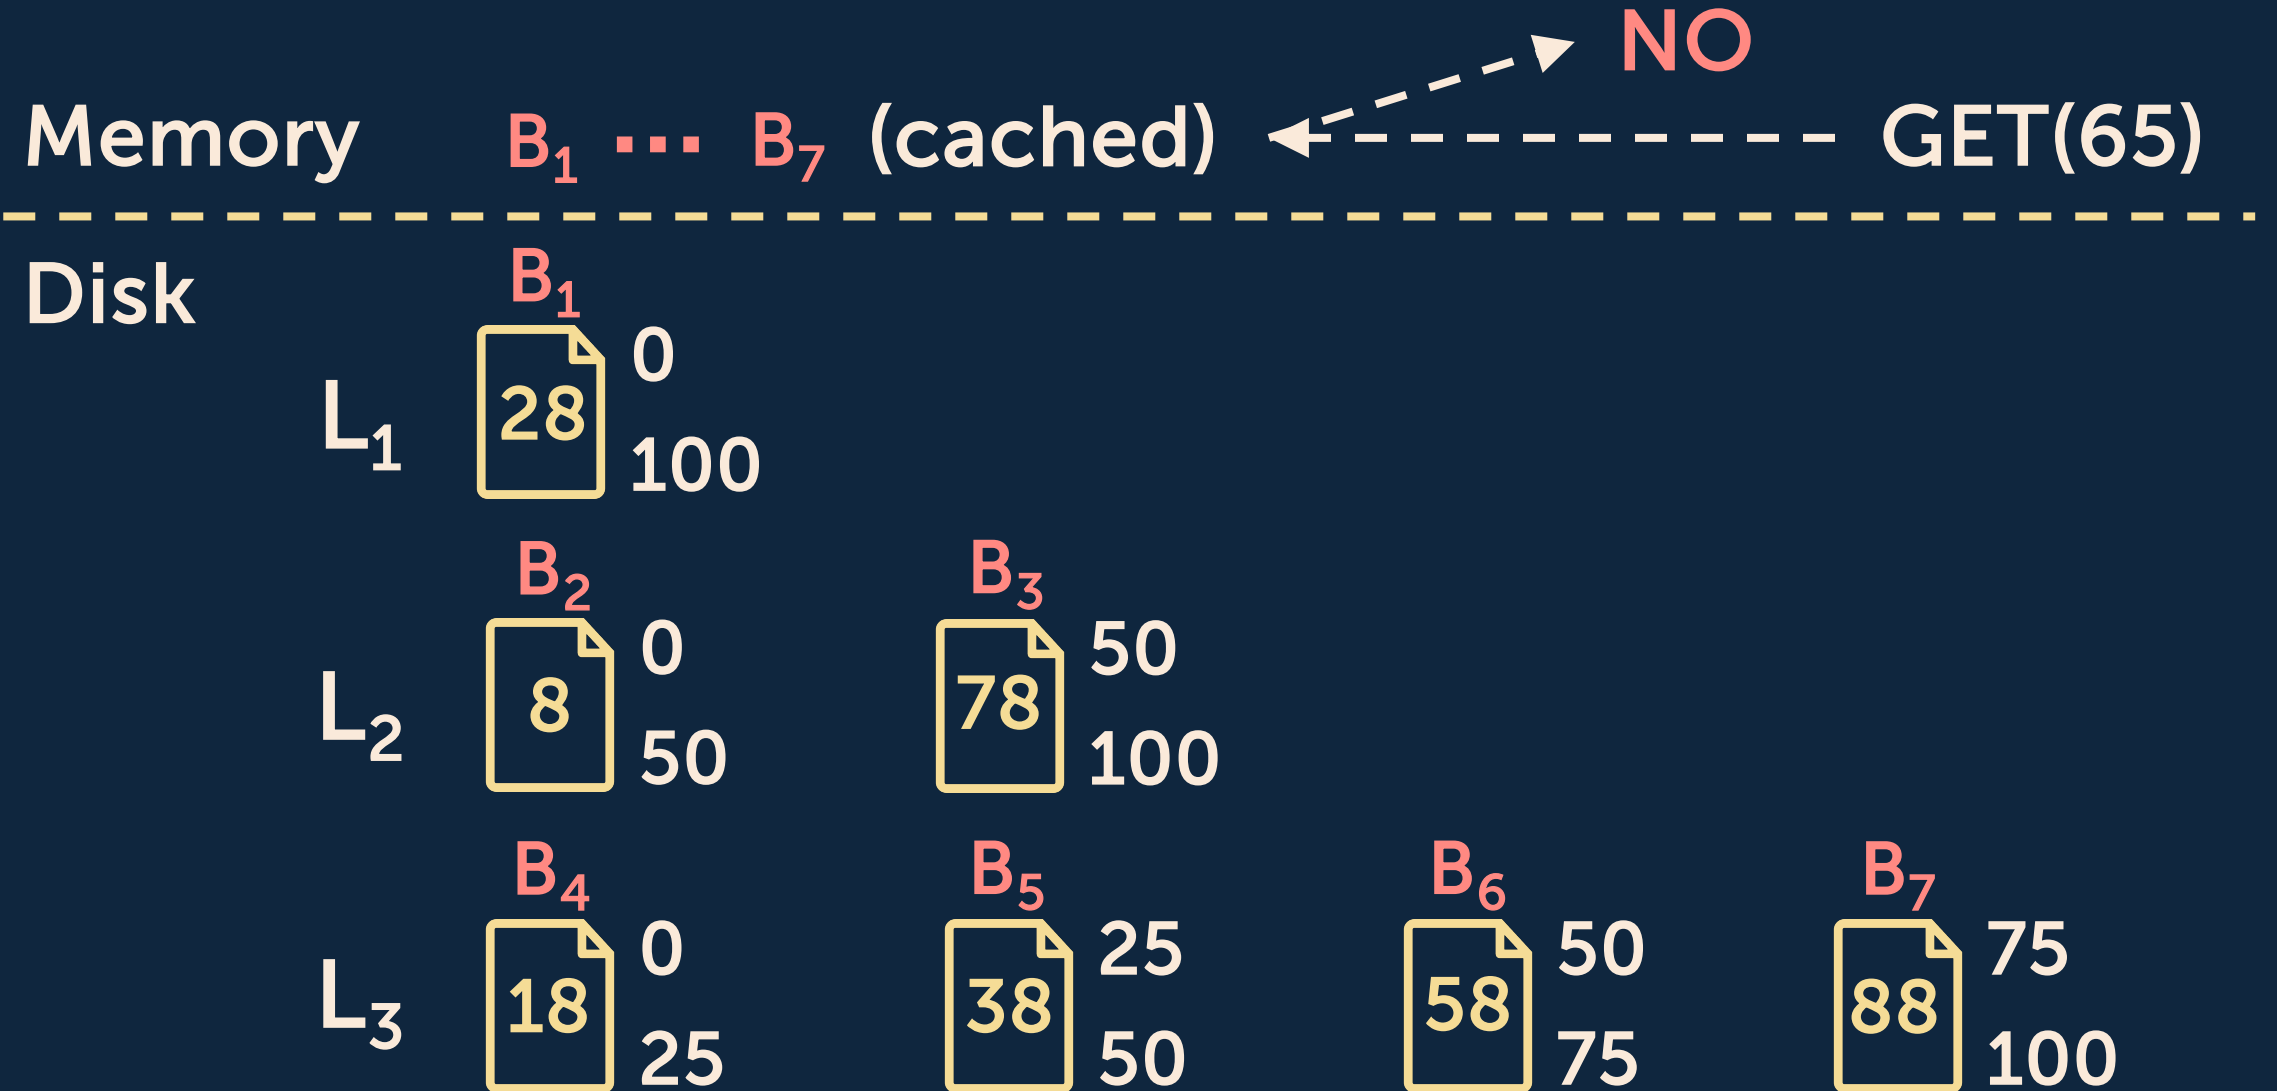 NO
Memory B₁ ... B₇ (cached) GET(65)
Disk
B₁
0
L₁ 28
100
B₂ B₃
0 50
L₂ 8 78
50 100
B₄ B₅ B₆ B₇
0 25 50 75
L₃ 18 38 58 88
25 50 75 100